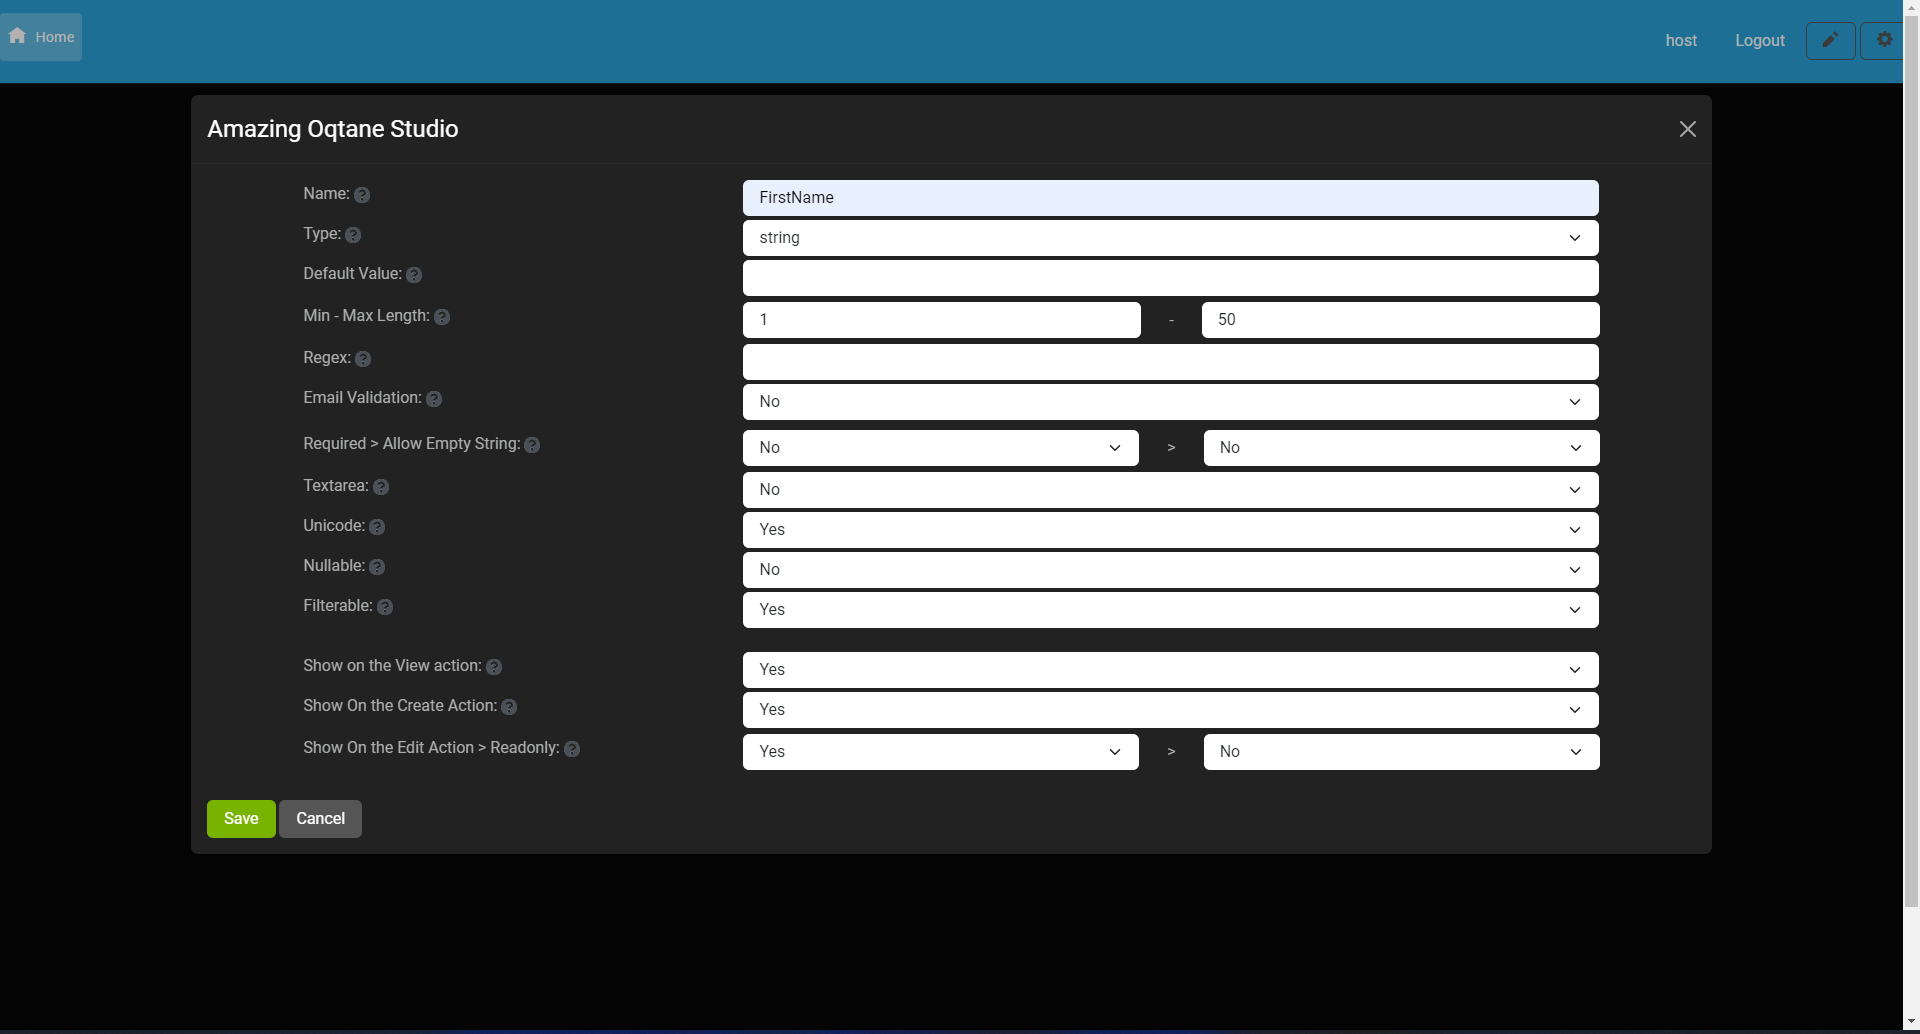 Home
host
Logout
Amazing Oqtane Studio
Name: ?
FirstName
Type: ?
string
Default Value: ?
Min - Max Length: ?
1 - 50
Regex: ?
Email Validation: ?
No
Required > Allow Empty String: ?
No > No
Textarea: ?
No
Unicode: ?
Yes
Nullable: ?
No
Filterable: ?
Yes
Show on the View action: ?
Yes
Show On the Create Action: ?
Yes
Show On the Edit Action > Readonly: ?
Yes > No
Save
Cancel